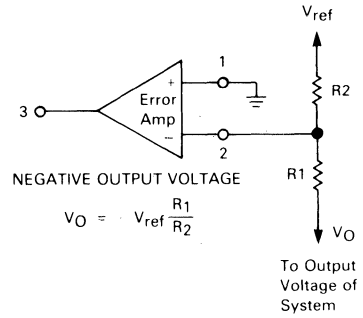 Vref
1
+
R2
3
Error
Amp
−
2
R1
NEGATIVE OUTPUT VOLTAGE
VO = Vref R1
R2
VO
To Output
Voltage of
System